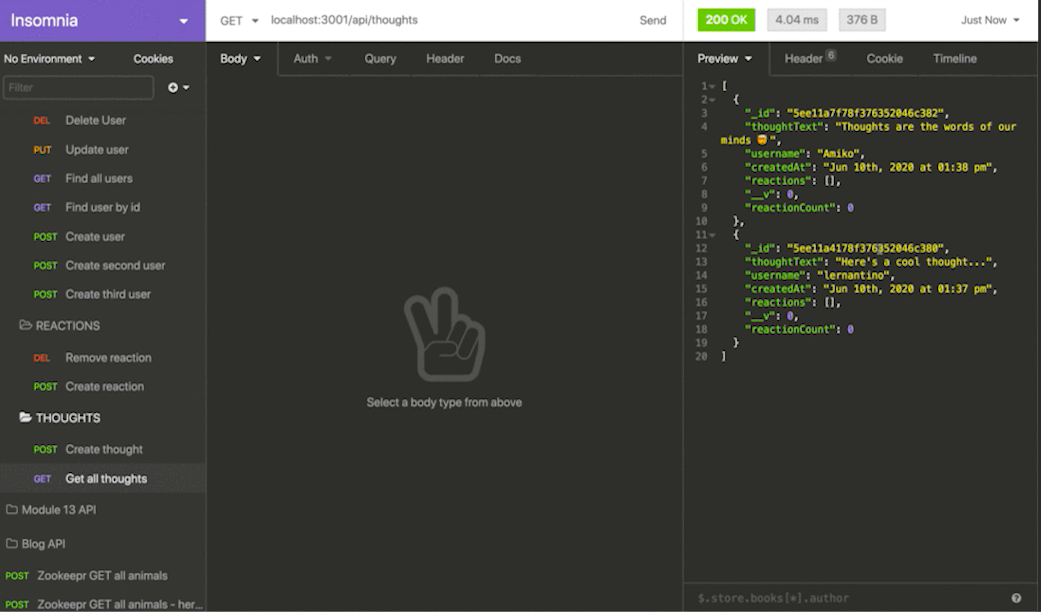 Insomnia
GET localhost:3001/api/thoughts Send
200 OK 4.04 ms 376 B Just Now
No Environment Cookies
Body Auth Query Header Docs
Preview Header 6 Cookie Timeline
Filter
DEL Delete User
PUT Update user
GET Find all users
GET Find user by id
POST Create user
POST Create second user
POST Create third user
REACTIONS
DEL Remove reaction
POST Create reaction
THOUGHTS
POST Create thought
GET Get all thoughts
Module 13 API
Blog API
POST Zookeepr GET all animals
POST Zookeepr GET all animals - her...
Select a body type from above
1 [
2 {
3 "_id": "5ee11a7f78f376352046c382",
4 "thoughtText": "Thoughts are the words of our
minds 🤯",
5 "username": "Amiko",
6 "createdAt": "Jun 10th, 2020 at 01:38 pm",
7 "reactions": [],
8 "__v": 0,
9 "reactionCount": 0
10 },
11 {
12 "_id": "5ee11a4178f376352046c380",
13 "thoughtText": "Here's a cool thought...",
14 "username": "lernantino",
15 "createdAt": "Jun 10th, 2020 at 01:37 pm",
16 "reactions": [],
17 "__v": 0,
18 "reactionCount": 0
19 }
20 ]
$.store.books[*].author